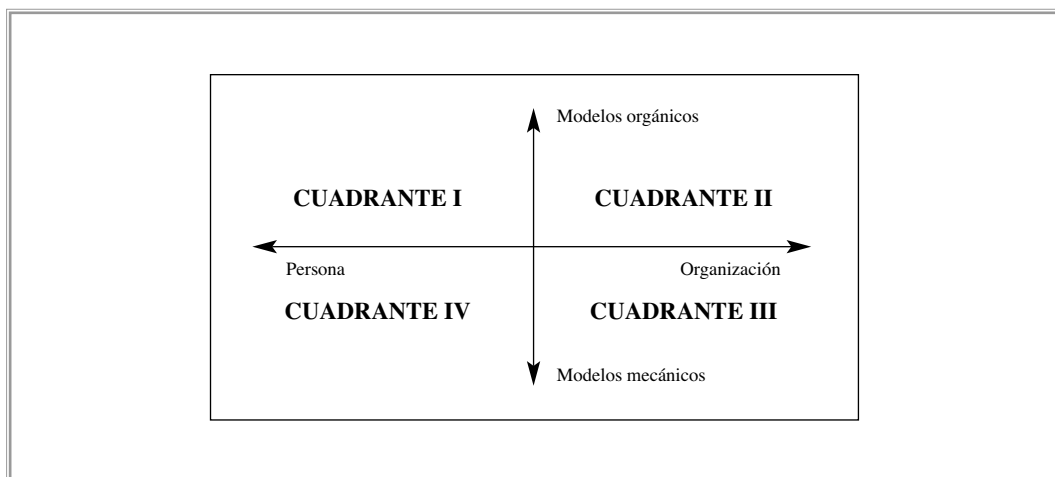 Modelos orgánicos
CUADRANTE I
CUADRANTE II
Persona
Organización
CUADRANTE IV
CUADRANTE III
Modelos mecánicos